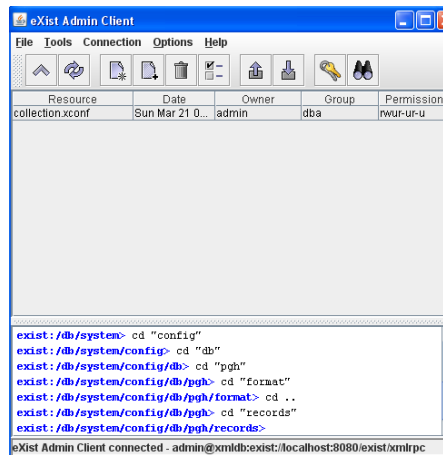 eXist Admin Client
File Tools Connection Options Help
Resource Date Owner Group Permission
collection.xconf Sun Mar 21 0... admin dba rwur-ur-u
exist:/db/system> cd "config"
exist:/db/system/config> cd "db"
exist:/db/system/config/db> cd "pgh"
exist:/db/system/config/db/pgh> cd "format"
exist:/db/system/config/db/pgh/format> cd ..
exist:/db/system/config/db/pgh> cd "records"
exist:/db/system/config/db/pgh/records>
eXist Admin Client connected - admin@xmldb:exist://localhost:8080/exist/xmlrpc